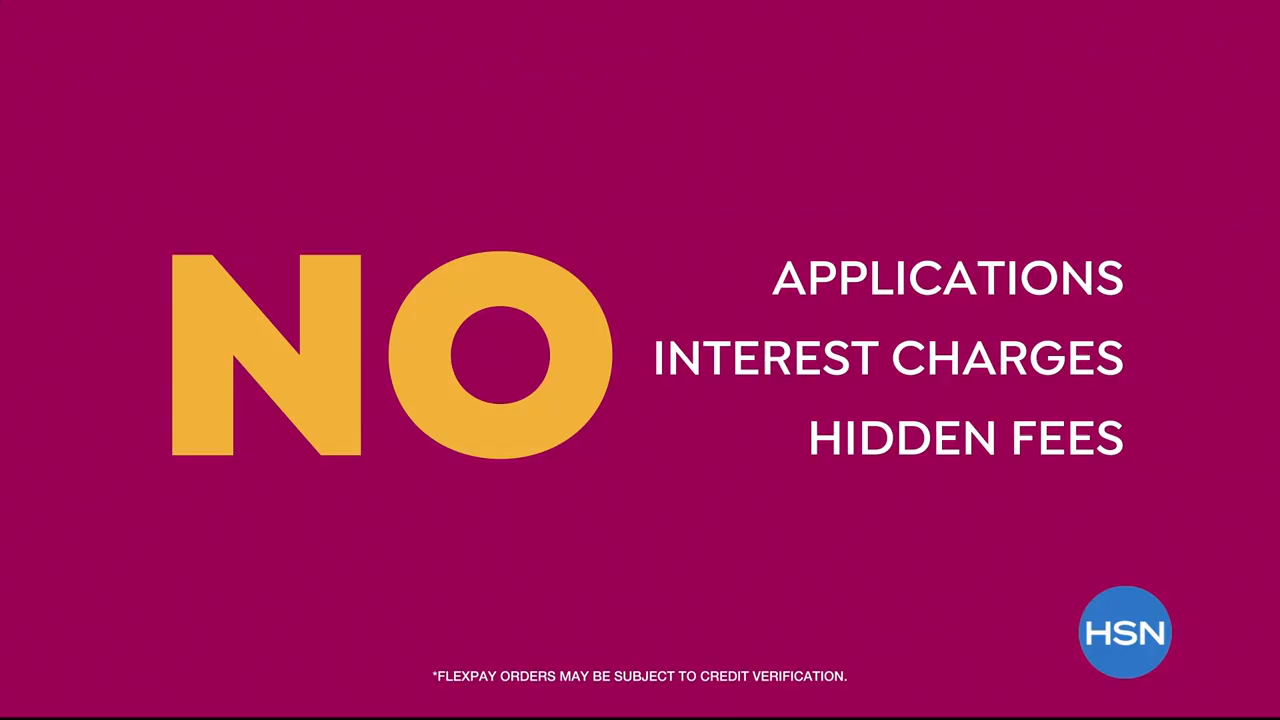 NO
APPLICATIONS
INTEREST CHARGES
HIDDEN FEES
HSN
*FLEXPAY ORDERS MAY BE SUBJECT TO CREDIT VERIFICATION.